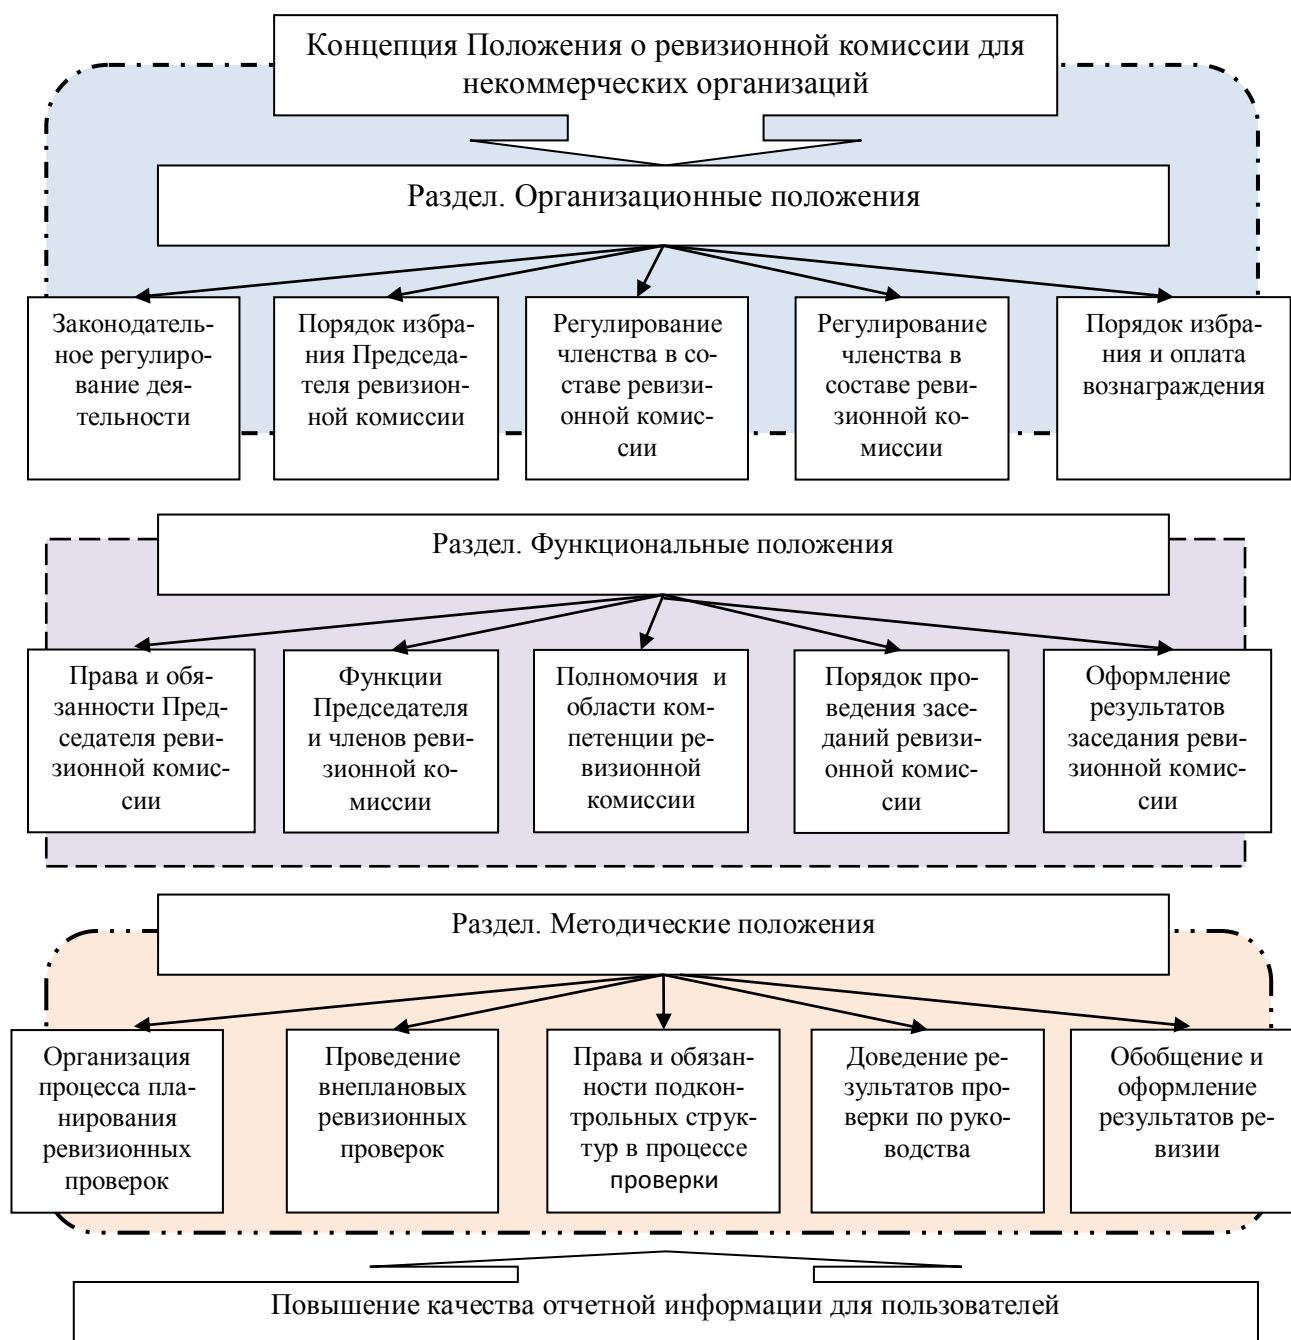 Концепция Положения о ревизионной комиссии для
некоммерческих организаций
Раздел. Организационные положения
Законодатель-
ное регулиро-
вание дея-
тельности
Порядок избра-
ния Председа-
теля ревизион-
ной комиссии
Регулирование
членства в со-
ставе ревизи-
онной комис-
сии
Регулирование
членства в
составе реви-
зионной ко-
миссии
Порядок избра-
ния и оплата
вознаграждения
Раздел. Функциональные положения
Права и обя-
занности Пред-
седателя реви-
зионной комис-
сии
Функции
Председателя
и членов реви-
зионной ко-
миссии
Полномочия и
области ком-
петенции ре-
визионной
комиссии
Порядок про-
ведения засе-
даний ревизи-
онной комис-
сии
Оформление
результатов
заседания реви-
зионной комис-
сии
Раздел. Методические положения
Организация
процесса пла-
нирования
ревизионных
проверок
Проведение
внеплановых
ревизионных
проверок
Права и обязан-
ности подкон-
трольных струк-
тур в процессе
проверки
Доведение ре-
зультатов про-
верки по руко-
водства
Обобщение и
оформление
результатов ре-
визии
Повышение качества отчетной информации для пользователей